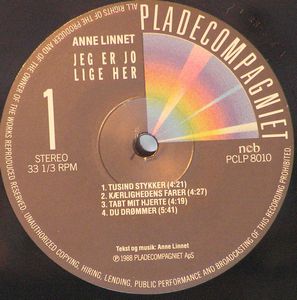 PLADECOMPAGNIET
ANNE LINNET
JEG ER JO
LIGE HER
1
STEREO
33 1/3 RPM
ncb
PCLP 8010
1. TUSIND STYKKER (4:21)
2. KÆRLIGHEDENS FARER (4:27)
3. TABT MIT HJERTE (4:19)
4. DU DRØMMER (5:41)
Tekst og musik: Anne Linnet
℗ 1988 PLADECOMPAGNIET ApS
ALL RIGHTS OF THE PRODUCER AND OF THE OWNER OF THE WORKS REPRODUCED RESERVED. UNAUTHORIZED COPYING, HIRING, LENDING, PUBLIC PERFORMANCE AND BROADCASTING OF THIS RECORDING PROHIBITED.